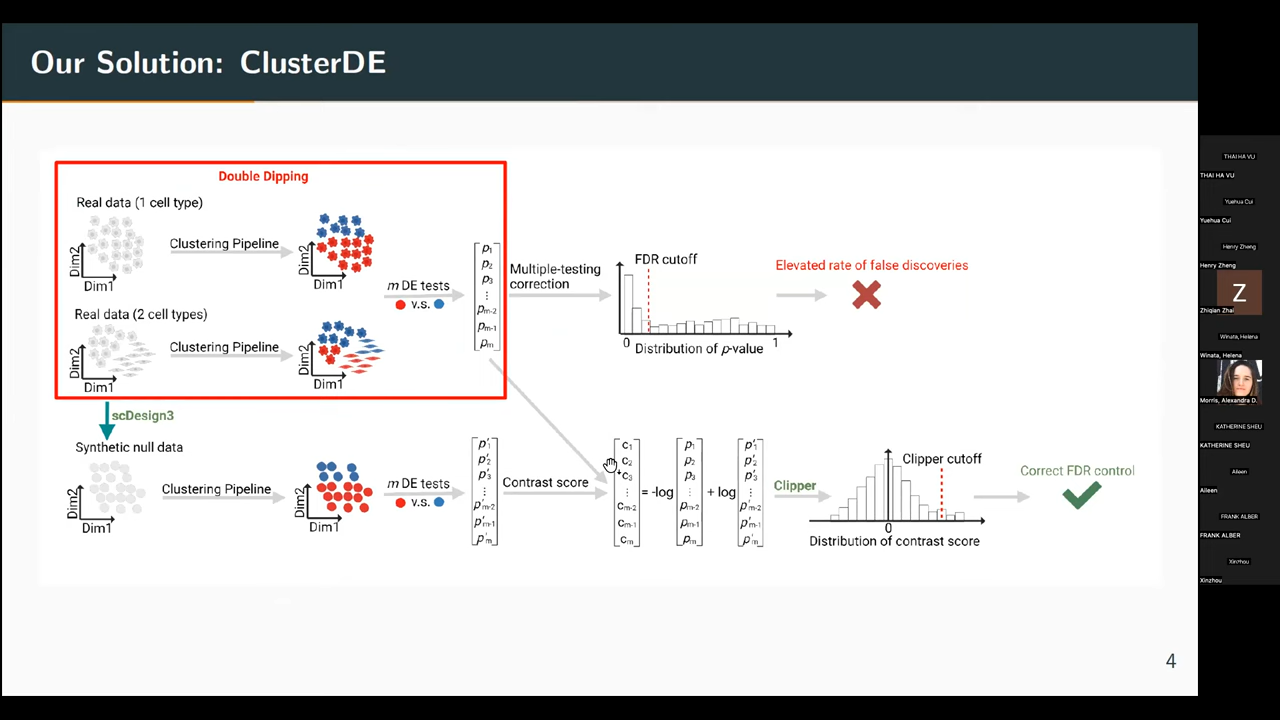 Our Solution: ClusterDE
Double Dipping
Real data (1 cell type)
Clustering Pipeline
Dim2
Dim1
Dim2
Dim1
Real data (2 cell types)
Clustering Pipeline
Dim2
Dim1
Dim2
Dim1
m DE tests
v.s.
p1
p2
p3
⋮
pm-2
pm-1
pm
Multiple-testing
correction
FDR cutoff
0
1
Distribution of p-value
Elevated rate of false discoveries
scDesign3
Synthetic null data
Clustering Pipeline
Dim2
Dim1
Dim2
Dim1
m DE tests
v.s.
p'1
p'2
p'3
⋮
p'm-2
p'm-1
p'm
Contrast score
c1
c2
c3
⋮
cm-2
cm-1
cm
= -log
p1
p2
p3
⋮
pm-2
pm-1
pm
+ log
p'1
p'2
p'3
⋮
p'm-2
p'm-1
p'm
Clipper
Clipper cutoff
0
Distribution of contrast score
Correct FDR control
4
THAI HA VU
THAI HA VU
Yuehua Cui
Yuehua Cui
Henry Zheng
Henry Zheng
Z
Zhiqian Zhai
Winata, Helena
Winata, Helena
Morris, Alexandra D.
KATHERINE SHEU
KATHERINE SHEU
Aileen
Aileen
FRANK ALBER
FRANK ALBER
Xinzhou
Xinzhou